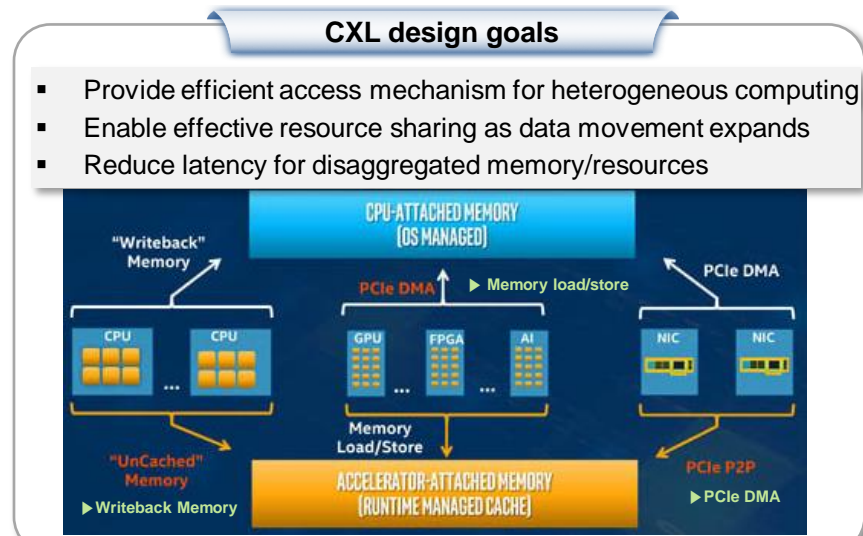 CXL design goals
▪ Provide efficient access mechanism for heterogeneous computing
▪ Enable effective resource sharing as data movement expands
▪ Reduce latency for disaggregated memory/resources
CPU-ATTACHED MEMORY
(OS MANAGED)
"Writeback"
Memory
PCIe DMA
▶ Memory load/store
PCIe DMA
CPU
CPU
...
GPU
FPGA
AI
...
...
NIC
NIC
Memory
Load/Store
"UnCached"
Memory
▶ Writeback Memory
ACCELERATOR-ATTACHED MEMORY
(RUNTIME MANAGED CACHE)
PCIe P2P
▶ PCIe DMA